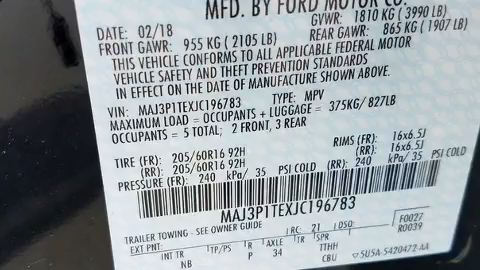 MFD. BY FORD MOTOR CO.
DATE: 02/18 GVWR: 1810 KG (3990 LB)
FRONT GAWR: 955 KG (2105 LB) REAR GAWR: 865 KG (1907 LB)
THIS VEHICLE CONFORMS TO ALL APPLICABLE FEDERAL MOTOR
VEHICLE SAFETY AND THEFT PREVENTION STANDARDS
IN EFFECT ON THE DATE OF MANUFACTURE SHOWN ABOVE.
VIN: MAJ3P1TEXJC196783 TYPE: MPV
MAXIMUM LOAD = OCCUPANTS + LUGGAGE = 375KG/827LB
OCCUPANTS = 5 TOTAL; 2 FRONT, 3 REAR
TIRE (FR): 205/60R16 92H RIMS (FR): 16x6.5J
(RR): 205/60R16 92H (RR): 16x6.5J
PRESSURE (FR): 240 kPa/ 35 PSI COLD (RR): 240 kPa/ 35 PSI COLD
MAJ3P1TEXJC196783
TRAILER TOWING - SEE OWNER GUIDE
EXT PNT: RC: 21 DSO: F0027
R0039
INT TR TP/PS R AXLE TR SPR
NB P 34 TTHH
CBU 5U5A-5420472-AA